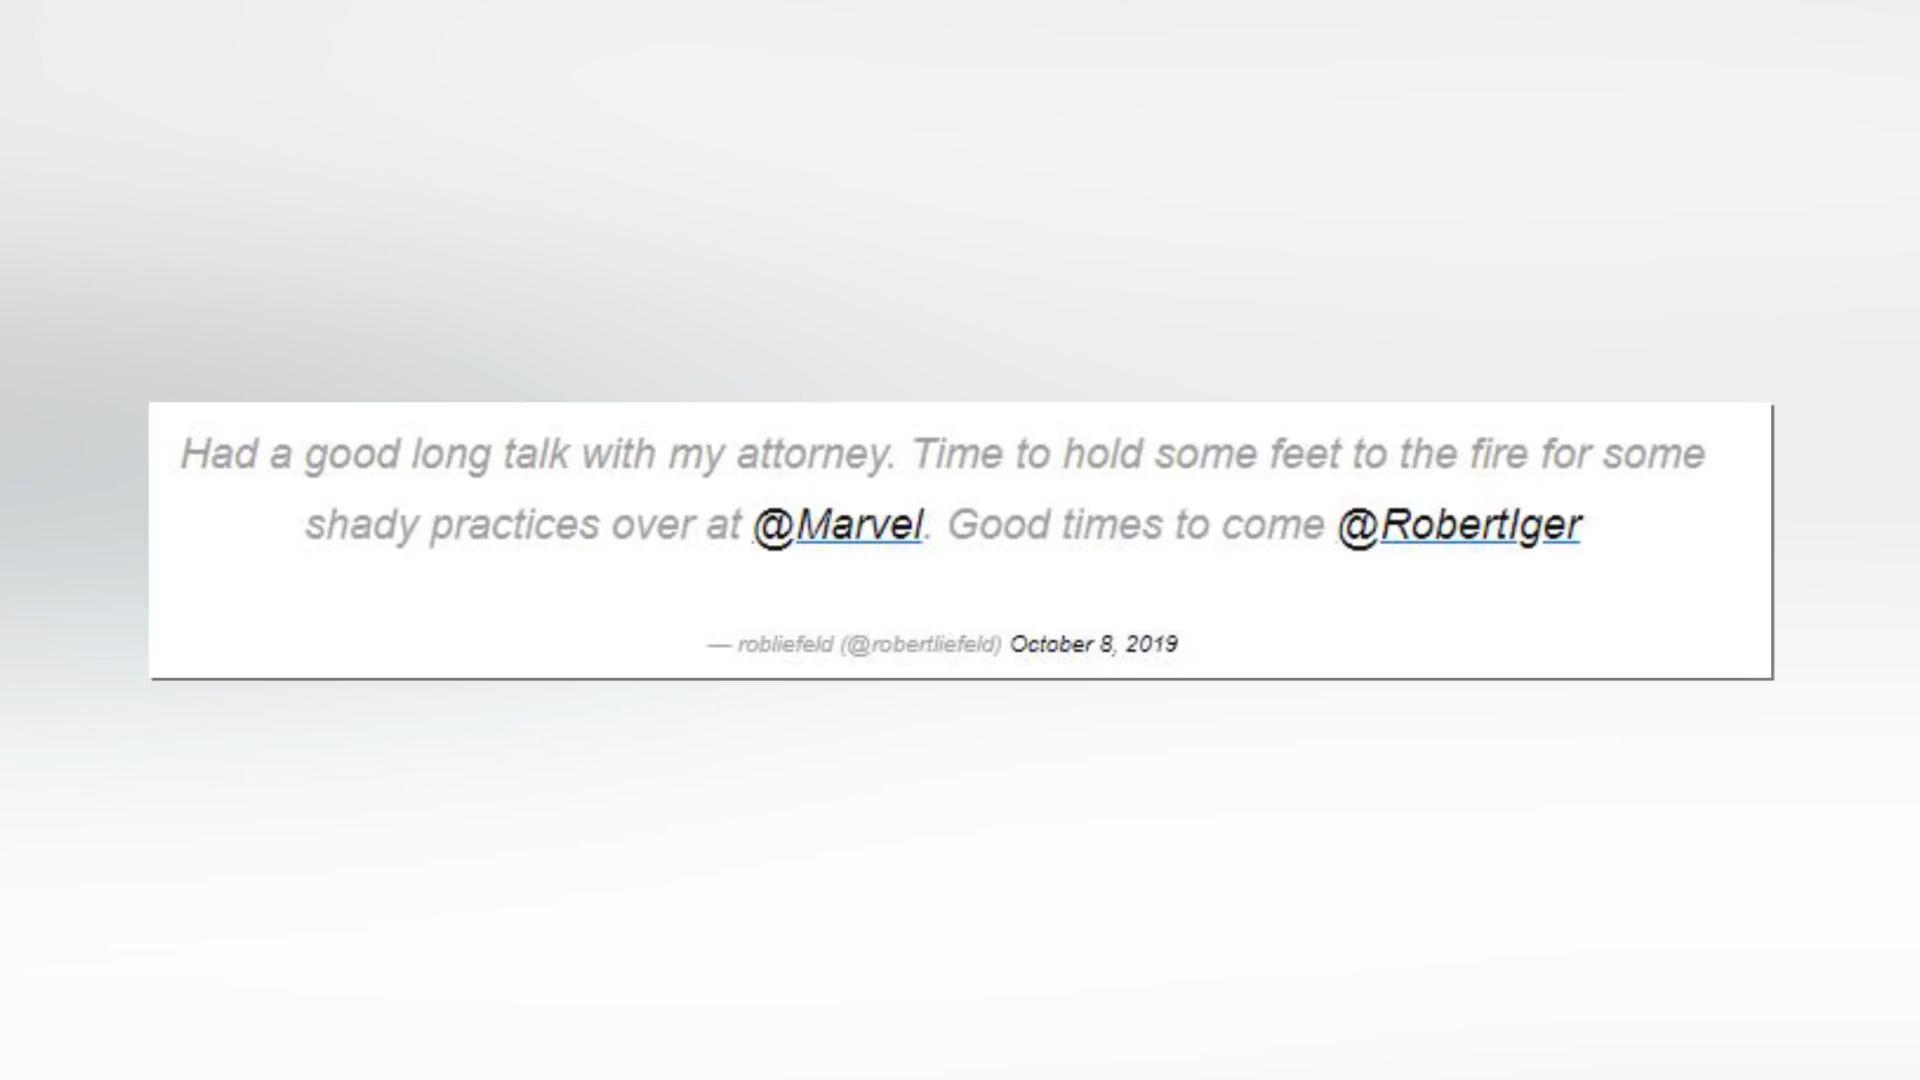 Had a good long talk with my attorney. Time to hold some feet to the fire for some
shady practices over at @Marvel. Good times to come @RobertIger
— robliefeld (@robertliefeld) October 8, 2019